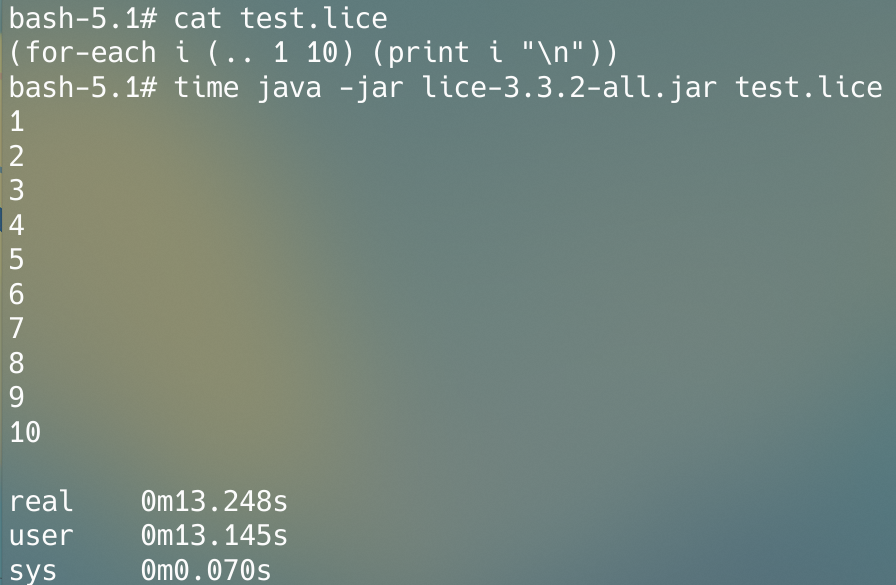 bash-5.1# cat test.lice
(for-each i (.. 1 10) (print i "\n"))
bash-5.1# time java -jar lice-3.3.2-all.jar test.lice
1
2
3
4
5
6
7
8
9
10
real 0m13.248s
user 0m13.145s
sys 0m0.070s